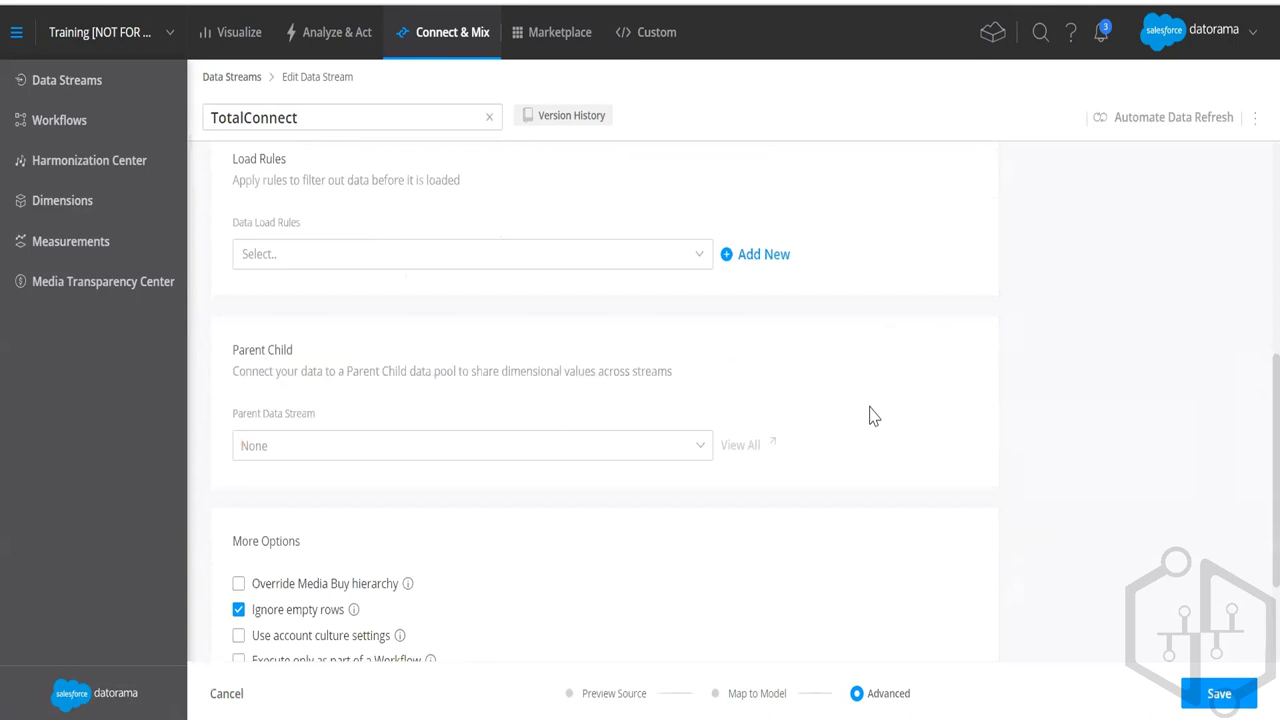 Training [NOT FOR ... Visualize Analyze & Act Connect & Mix Marketplace Custom 3 salesforce datorama
Data Streams
Workflows
Harmonization Center
Dimensions
Measurements
Media Transparency Center
Data Streams > Edit Data Stream
TotalConnect × Version History Automate Data Refresh
Load Rules
Apply rules to filter out data before it is loaded
Data Load Rules
Select.. Add New
Parent Child
Connect your data to a Parent Child data pool to share dimensional values across streams
Parent Data Stream
None View All
More Options
Override Media Buy hierarchy
Ignore empty rows
Use account culture settings
Execute only as part of a Workflow
salesforce datorama
Cancel Preview Source Map to Model Advanced Save